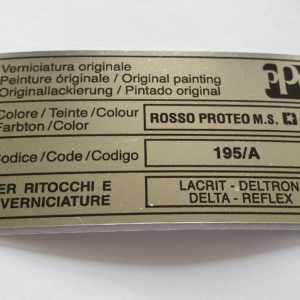 Verniciatura originale
Peinture óriginale / Original painting
Originallackierung / Pintado original
PPG
Colore / Teinte / Colour
Farbton / Color
ROSSO PROTEO M.S.
Codice / Code / Codigo
195/A
PER RITOCCHI E
VERNICIATURE
LACRIT - DELTRON
DELTA - REFLEX